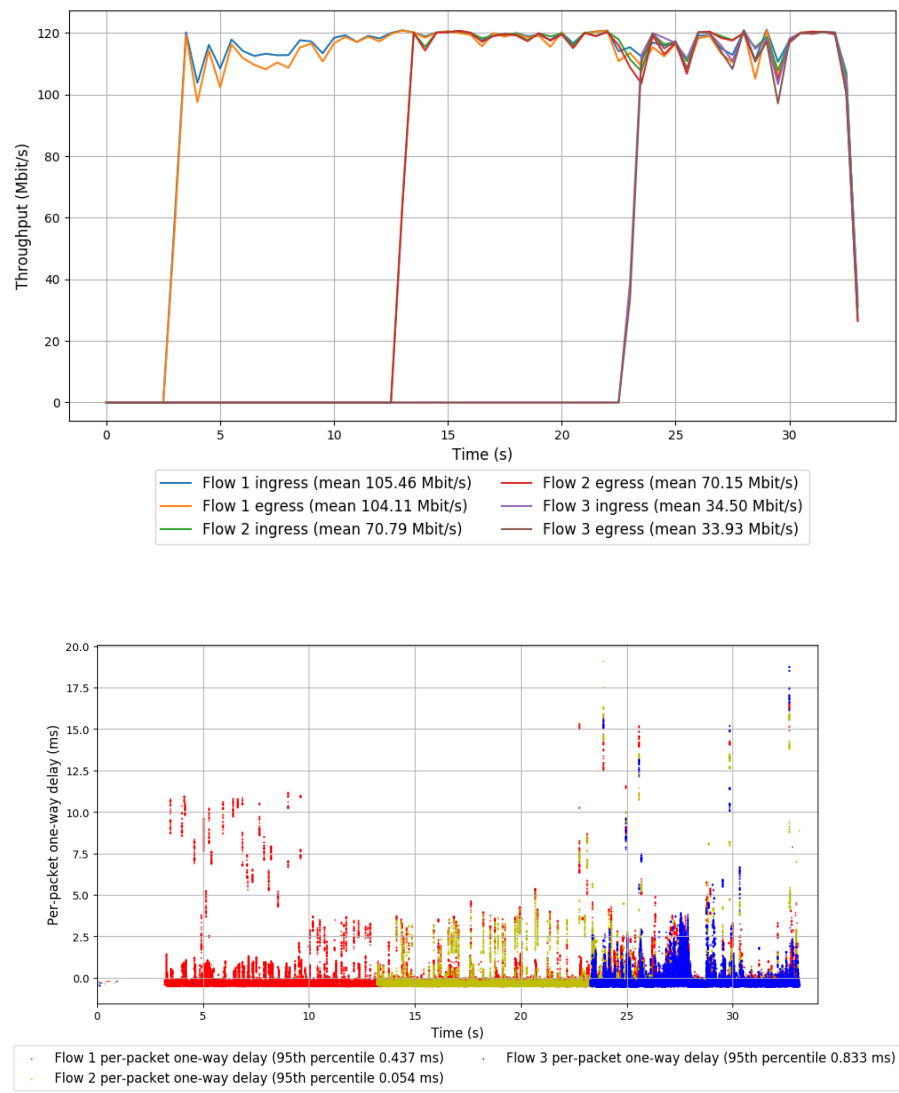 120
100
80
60
40
20
0
Throughput (Mbit/s)
0 5 10 15 20 25 30
Time (s)
Flow 1 ingress (mean 105.46 Mbit/s)
Flow 1 egress (mean 104.11 Mbit/s)
Flow 2 ingress (mean 70.79 Mbit/s)
Flow 2 egress (mean 70.15 Mbit/s)
Flow 3 ingress (mean 34.50 Mbit/s)
Flow 3 egress (mean 33.93 Mbit/s)
20.0
17.5
15.0
12.5
10.0
7.5
5.0
2.5
0.0
Per-packet one-way delay (ms)
0 5 10 15 20 25 30
Time (s)
Flow 1 per-packet one-way delay (95th percentile 0.437 ms)
Flow 2 per-packet one-way delay (95th percentile 0.054 ms)
Flow 3 per-packet one-way delay (95th percentile 0.833 ms)